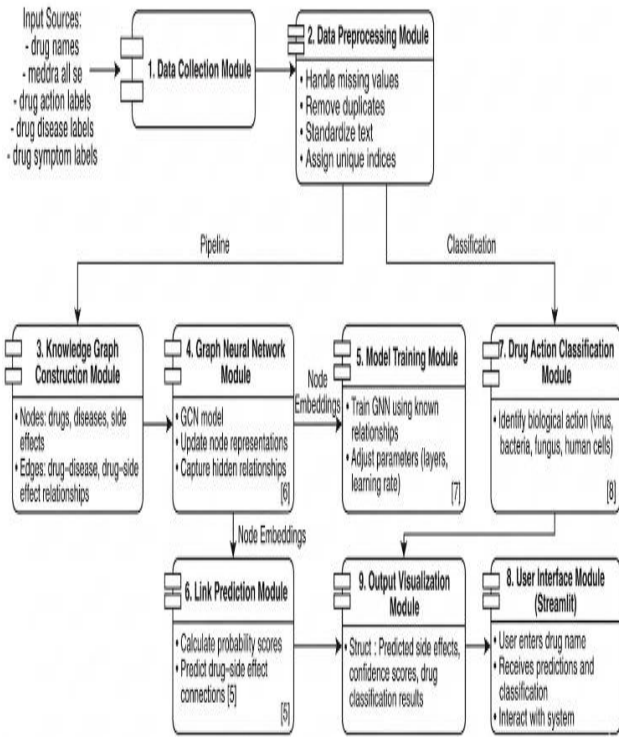 Input Sources:
- drug names
- meddra all se
- drug action labels
- drug disease labels
- drug symptom labels
1. Data Collection Module
2. Data Preprocessing Module
• Handle missing values
• Remove duplicates
• Standardize text
• Assign unique indices
Pipeline
Classification
3. Knowledge Graph
Construction Module
• Nodes: drugs, diseases, side
effects
• Edges: drug–disease, drug–side
effect relationships
4. Graph Neural Network
Module
• GCN model
• Update node representations
• Capture hidden relationships
[6]
Node
Embeddings
5. Model Training Module
• Train GNN using known
relationships
• Adjust parameters (layers,
learning rate)
[7]
7. Drug Action Classification
Module
• Identify biological action (virus,
bacteria, fungus, human cells)
[8]
Node Embeddings
6. Link Prediction Module
• Calculate probability scores
• Predict drug–side effect
connections [5]
[5]
9. Output Visualization
Module
• Struct : Predicted side effects,
confidence scores, drug
classification results
8. User Interface Module
(Streamlit)
• User enters drug name
• Receives predictions and
classification
• Interact with system